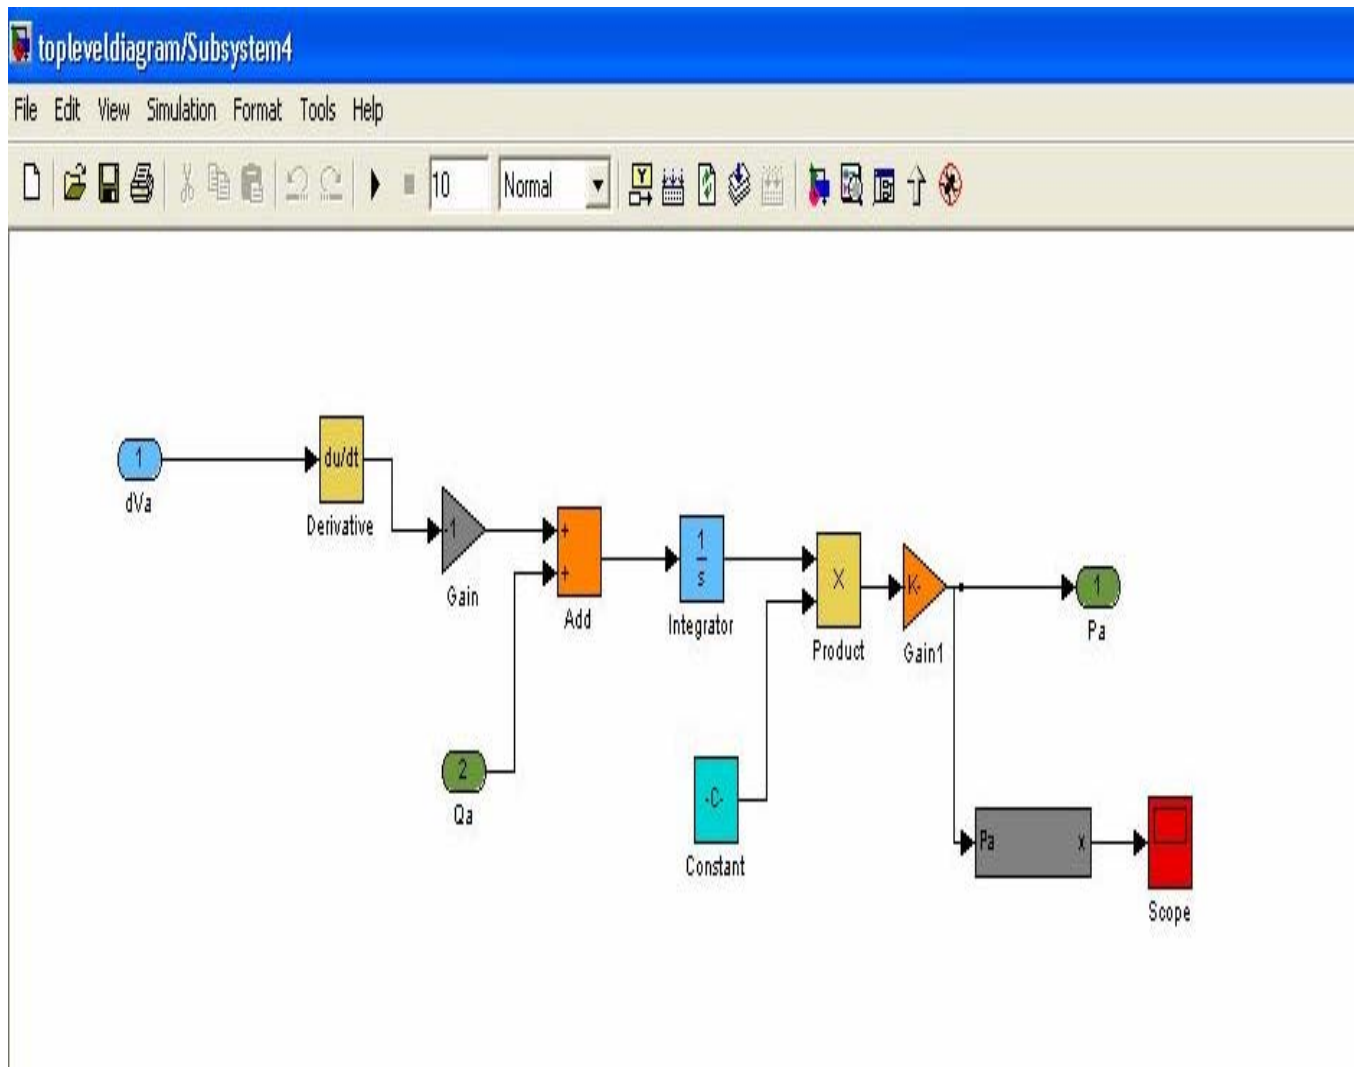 topleveldiagram/Subsystem4
File Edit View Simulation Format Tools Help
10 Normal
1
dVa
du/dt
Derivative
-1
Gain
+
+
Add
1
s
Integrator
X
Product
K-
Gain1
1
Pa
2
Qa
-C-
Constant
Pa x
Scope